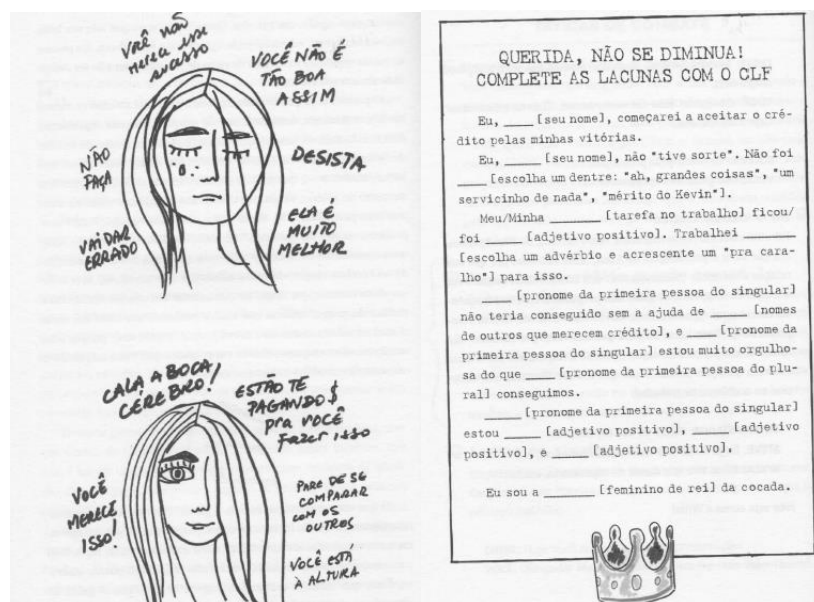 VOCÊ NÃO
Mereça esse
sucesso
VOCÊ NÃO É
TÃO BOA
ASSIM
NÃO
FAÇA
DESISTA
VAI DAR
ERRADO
ELA É
MUITO
MELHOR
CALA A BOCA
CÉREBRO!
ESTÃO TE
PAGANDO $
pra VOCÊ
Fazer ISSO
VOCÊ
MERECE
ISSO!
PARE DE SE
COMPARAR
COM OS
OUTROS
VOCÊ ESTÁ
À ALTURA
QUERIDA, NÃO SE DIMINUA!
COMPLETE AS LACUNAS COM O CLF
Eu, ____ [seu nome], começarei a aceitar o cré-
dito pelas minhas vitórias.
Eu, _____ [seu nome], não "tive sorte". Não foi
____ [escolha um dentre: "ah, grandes coisas", "um
servicinho de nada", "mérito do Kevin"].
Meu/Minha _______ [tarefa no trabalho] ficou/
foi _____ [adjetivo positivo]. Trabalhei _______
[escolha um advérbio e acrescente um "pra cara-
lho"] para isso.
_____ [pronome da primeira pessoa do singular]
não teria conseguido sem a ajuda de _____ [nomes
de outros que merecem crédito], e ____ [pronome da
primeira pessoa do singular] estou muito orgulho-
sa do que ____ [pronome da primeira pessoa do plu-
ral] conseguimos.
_____ [pronome da primeira pessoa do singular]
estou _____ [adjetivo positivo], _____ [adjetivo
positivo], e _____ [adjetivo positivo].
Eu sou a _______ [feminino de rei] da cocada.